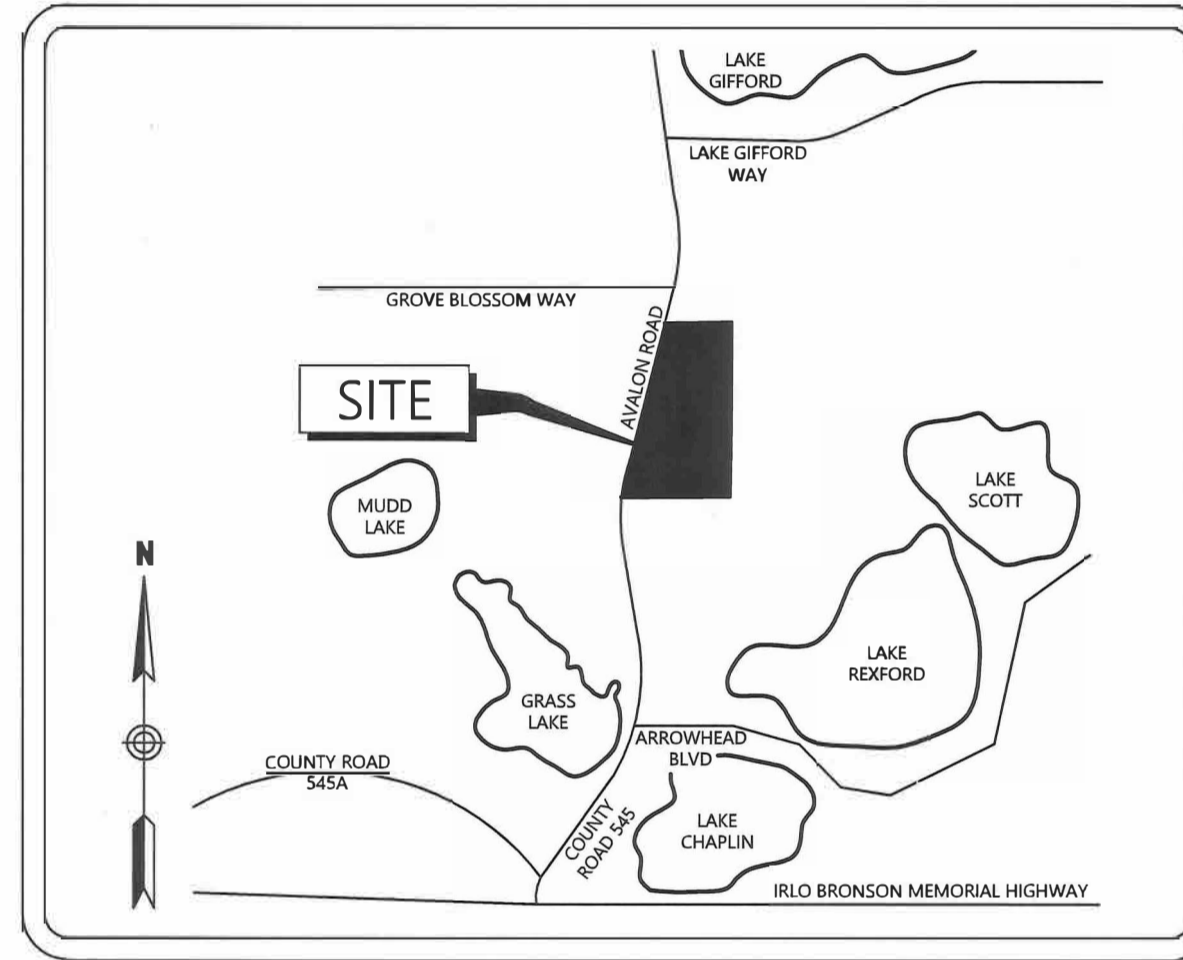 LAKE
GIFFORD
LAKE GIFFORD
WAY
GROVE BLOSSOM WAY
AVALON ROAD
SITE
MUDD
LAKE
LAKE
SCOTT
N
LAKE
REXFORD
GRASS
LAKE
ARROWHEAD
BLVD
COUNTY ROAD
545A
COUNTY
ROAD 545
LAKE
CHAPLIN
IRLO BRONSON MEMORIAL HIGHWAY